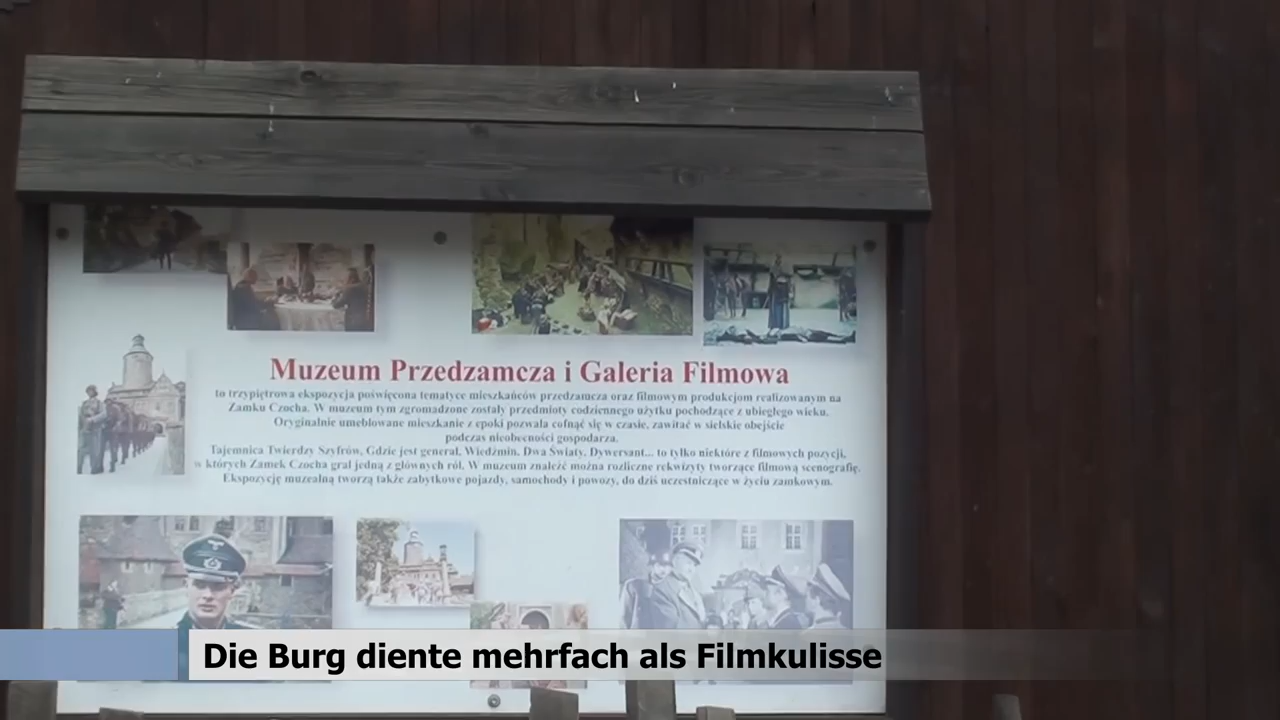 Muzeum Przedzamcza i Galeria Filmowa
to trzypiętrowa ekspozycja poświęcona tematyce mieszkańców przedzamcza oraz filmowym produkcjom realizowanym na
Zamku Czocha. W muzeum tym zgromadzone zostały przedmioty codziennego użytku pochodzące z ubiegłego wieku.
Oryginalnie umeblowane mieszkanie z epoki pozwala cofnąć się w czasie, zawitać w sielskie obejście
podczas nieobecności gospodarza.
Tajemnica Twierdzy Szyfrów, Gdzie jest generał, Wiedźmin, Dwa Światy, Dywersant... to tylko niektóre z filmowych pozycji,
w których Zamek Czocha grał jedną z głównych ról. W muzeum znaleźć można rozliczne rekwizyty tworzące filmową scenografię.
Ekspozycję muzealną tworzą także zabytkowe pojazdy, samochody i powozy, do dziś uczestniczące w życiu zamkowym.
Die Burg diente mehrfach als Filmkulisse